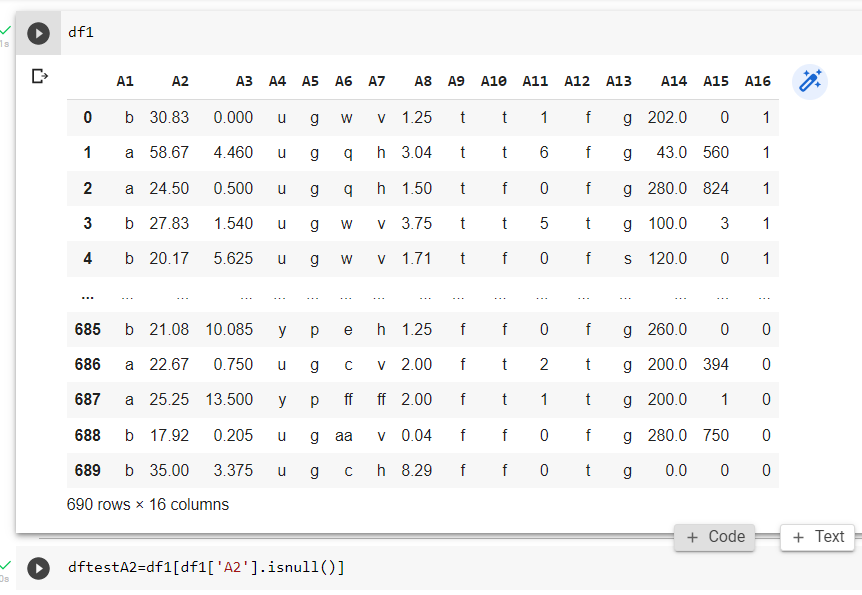 df1
A1 A2 A3 A4 A5 A6 A7 A8 A9 A10 A11 A12 A13 A14 A15 A16
0 b 30.83 0.000 u g w v 1.25 t t 1 f g 202.0 0 1
1 a 58.67 4.460 u g q h 3.04 t t 6 f g 43.0 560 1
2 a 24.50 0.500 u g q h 1.50 t f 0 f g 280.0 824 1
3 b 27.83 1.540 u g w v 3.75 t t 5 t g 100.0 3 1
4 b 20.17 5.625 u g w v 1.71 t f 0 f s 120.0 0 1
... ... ... ... ... ... ... ... ... ... ... ... ... ... ... ... ...
685 b 21.08 10.085 y p e h 1.25 f f 0 f g 260.0 0 0
686 a 22.67 0.750 u g c v 2.00 f t 2 t g 200.0 394 0
687 a 25.25 13.500 y p ff ff 2.00 f t 1 t g 200.0 1 0
688 b 17.92 0.205 u g aa v 0.04 f f 0 f g 280.0 750 0
689 b 35.00 3.375 u g c h 8.29 f f 0 t g 0.0 0 0
690 rows × 16 columns
+ Code + Text
dftestA2=df1[df1['A2'].isnull()]